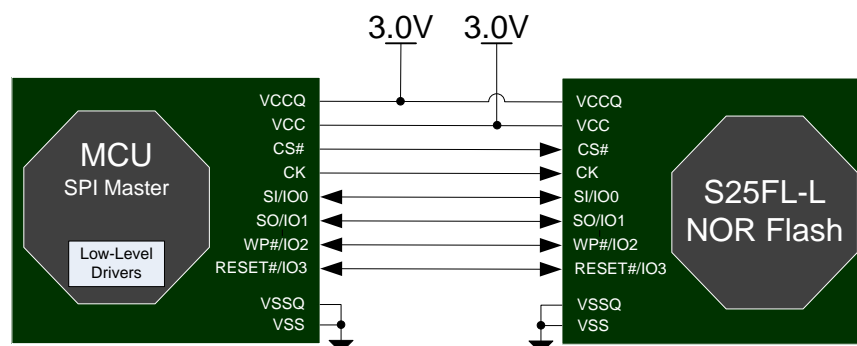 3.0V 3.0V
VCCQ VCCQ
VCC VCC
MCU
SPI Master
CS# CS#
CK CK
SI/IO0 SI/IO0
S25FL-L
NOR Flash
SO/IO1 SO/IO1
WP#/IO2 WP#/IO2
Low-Level
Drivers
RESET#/IO3 RESET#/IO3
VSSQ VSSQ
VSS VSS